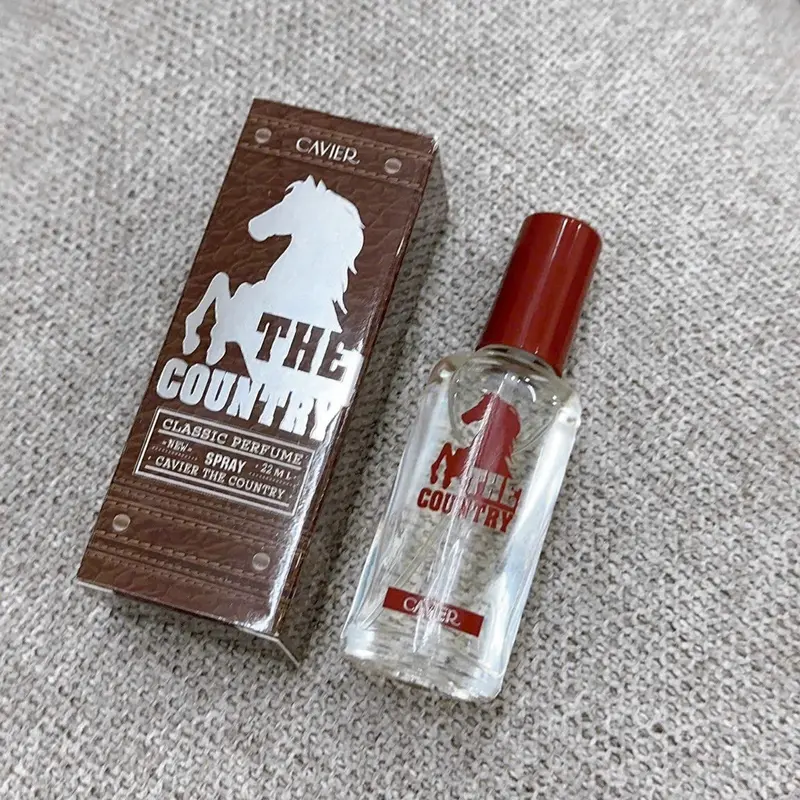 CAVIER
THE
COUNTRY
CLASSIC PERFUME
NEW SPRAY 22 ML
CAVIER THE COUNTRY
THE
COUNTRY
CAVIER